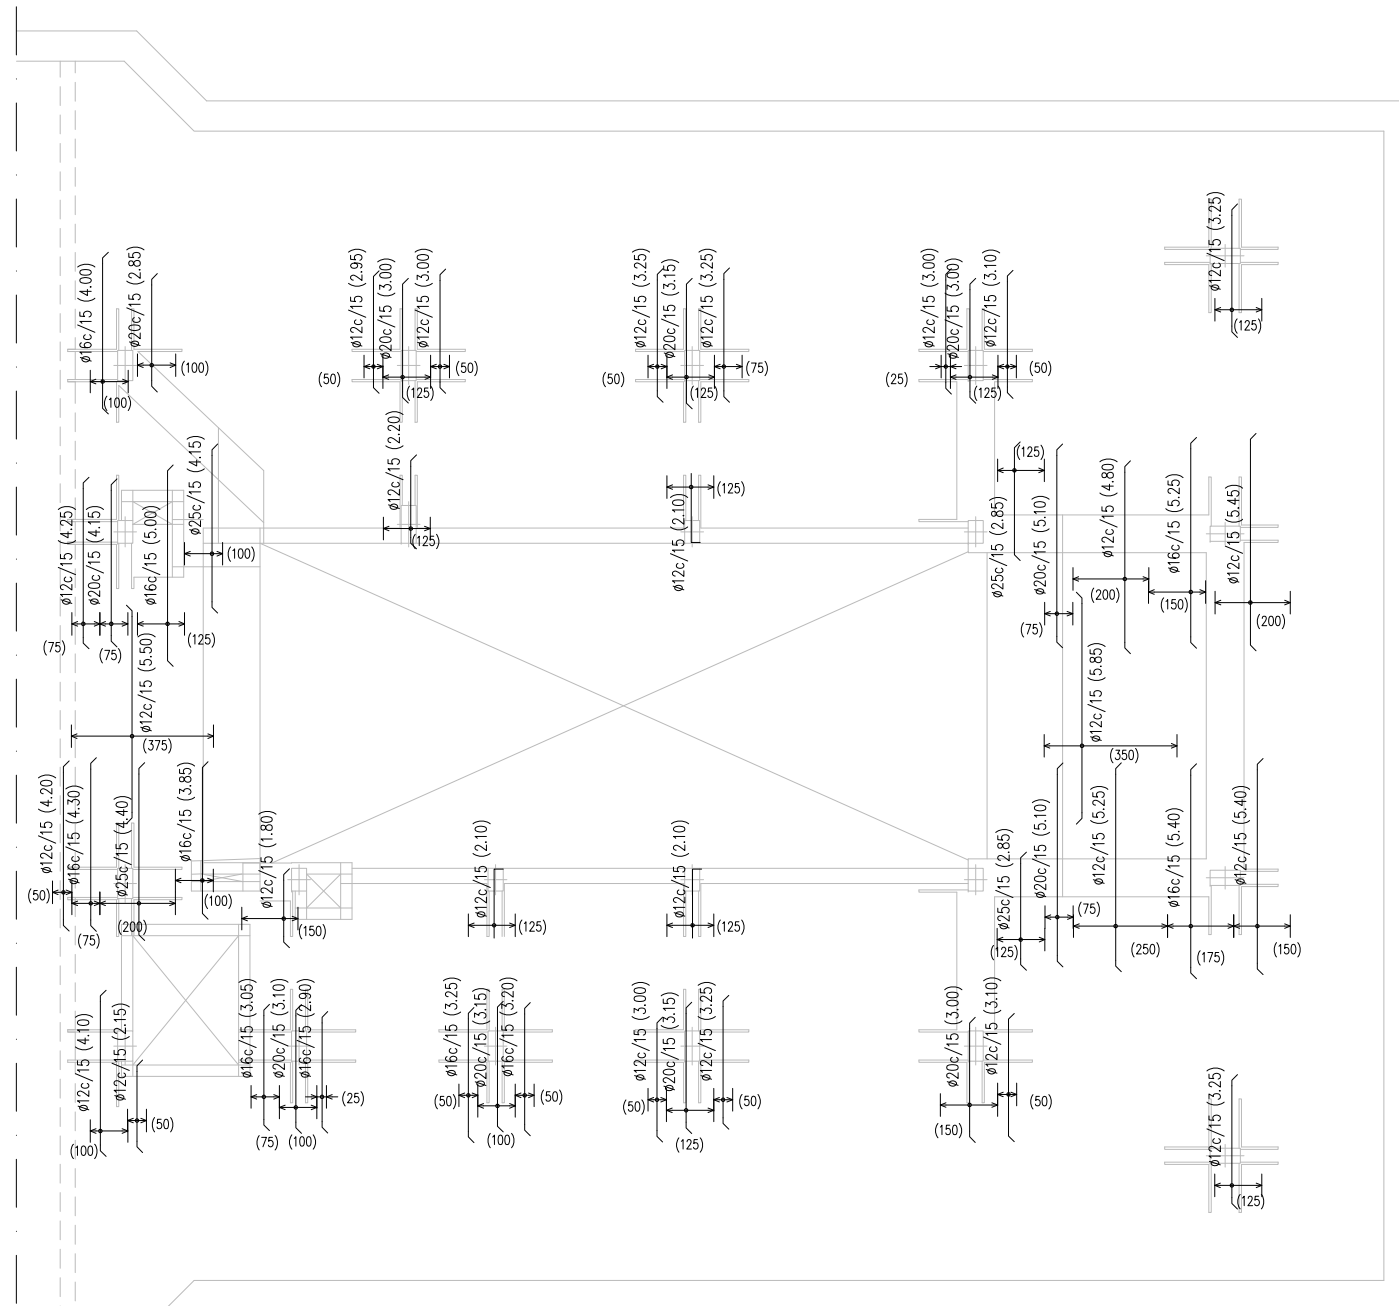 ø12c/15 (3.25)
(125)
ø16c/15 (4.00)
(100)
ø20c/15 (2.85)
(100)
ø12c/15 (2.95)
(50)
ø20c/15 (3.00)
(125)
ø12c/15 (3.00)
(50)
ø12c/15 (3.25)
(50)
ø20c/15 (3.15)
(125)
ø12c/15 (3.25)
(75)
ø12c/15 (3.00)
(25)
ø20c/15 (3.00)
(125)
ø12c/15 (3.10)
(50)
ø12c/15 (4.25)
(75)
ø20c/15 (4.15)
(75)
ø16c/15 (5.00)
(125)
ø25c/15 (4.15)
(100)
ø12c/15 (2.20)
(125)
ø12c/15 (2.10)
(125)
ø25c/15 (2.85)
(125)
ø20c/15 (5.10)
(75)
ø12c/15 (4.80)
(200)
ø16c/15 (5.25)
(150)
ø12c/15 (5.45)
(200)
ø12c/15 (5.50)
(375)
ø12c/15 (5.85)
(350)
ø12c/15 (4.20)
(50)
ø16c/15 (4.30)
(75)
ø25c/15 (4.40)
(200)
ø16c/15 (3.85)
(100)
ø12c/15 (1.80)
(150)
ø12c/15 (2.10)
(125)
ø12c/15 (2.10)
(125)
ø25c/15 (2.85)
(125)
ø20c/15 (5.10)
(75)
ø12c/15 (5.25)
(250)
ø16c/15 (5.40)
(175)
ø12c/15 (5.40)
(150)
ø12c/15 (4.10)
(100)
ø12c/15 (2.15)
(50)
ø16c/15 (3.05)
(75)
ø20c/15 (3.10)
(100)
ø16c/15 (2.90)
(25)
ø16c/15 (3.25)
(50)
ø20c/15 (3.15)
(100)
ø16c/15 (3.20)
(50)
ø12c/15 (3.00)
(50)
ø20c/15 (3.15)
(125)
ø12c/15 (3.25)
(50)
ø20c/15 (3.00)
(150)
ø12c/15 (3.10)
(50)
ø12c/15 (3.25)
(125)